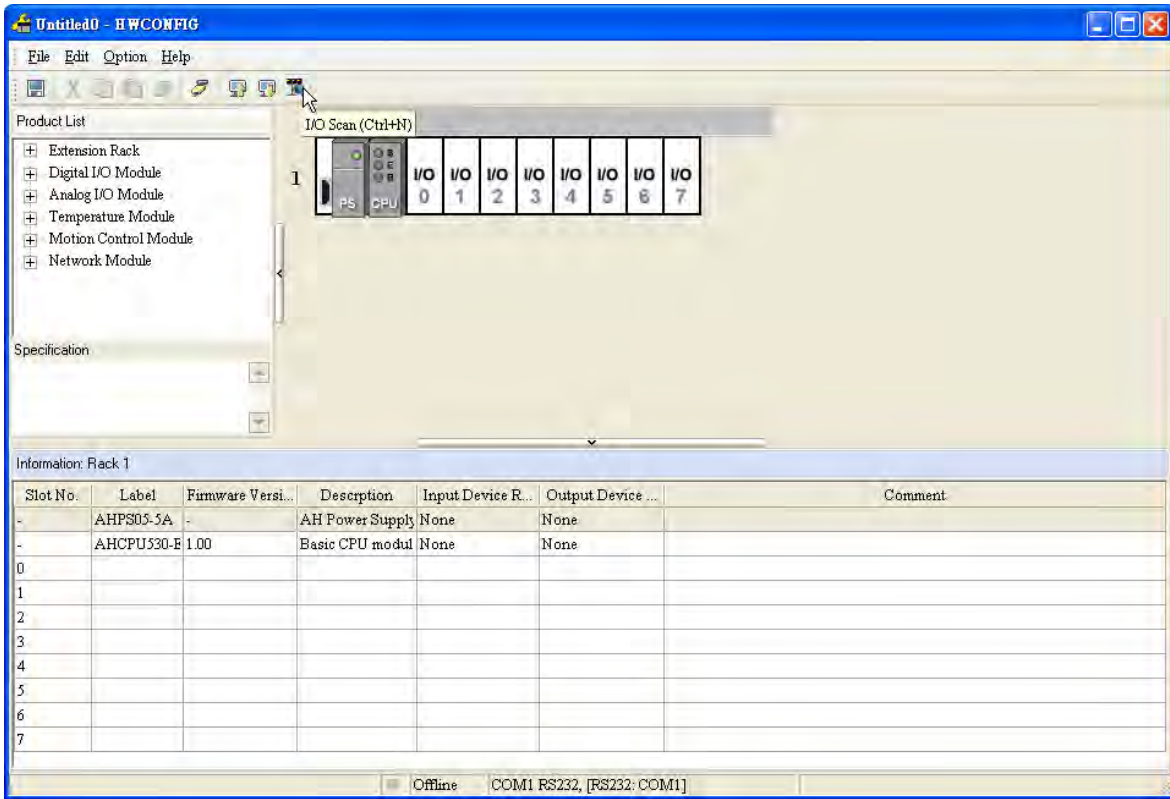 Untitled0 - HWCONFIG
File Edit Option Help
Product List
I/O Scan (Ctrl+N)
Extension Rack
Digital I/O Module
Analog I/O Module
Temperature Module
Motion Control Module
Network Module
1
PS CPU I/O 0 I/O 1 I/O 2 I/O 3 I/O 4 I/O 5 I/O 6 I/O 7
Specification
Information: Rack 1
Slot No. Label Firmware Versi... Descrption Input Device R... Output Device ... Comment
- AHPS05-5A - AH Power Supply None None
- AHCPU530-E 1.00 Basic CPU modul None None
0
1
2
3
4
5
6
7
Offline COM1 RS232, [RS232: COM1]